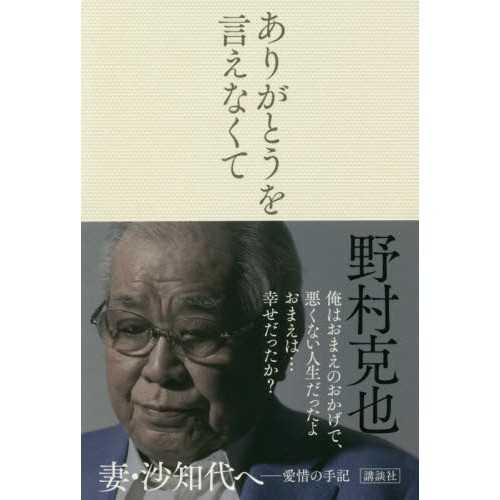 ありがとうを
言えなくて
野村克也
俺はおまえのおかげで、
悪くない人生だったよ
おまえは…
幸せだったか?
妻・沙知代へ──愛惜の手記
講談社